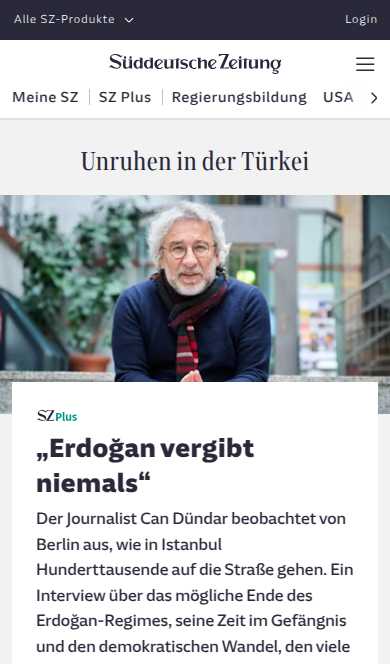 Alle SZ-Produkte
Login
Süddeutsche Zeitung
Meine SZ
SZ Plus
Regierungsbildung
USA
Unruhen in der Türkei
SZ Plus
„Erdoğan vergibt
niemals“
Der Journalist Can Dündar beobachtet von
Berlin aus, wie in Istanbul
Hunderttausende auf die Straße gehen. Ein
Interview über das mögliche Ende des
Erdoğan-Regimes, seine Zeit im Gefängnis
und den demokratischen Wandel, den viele